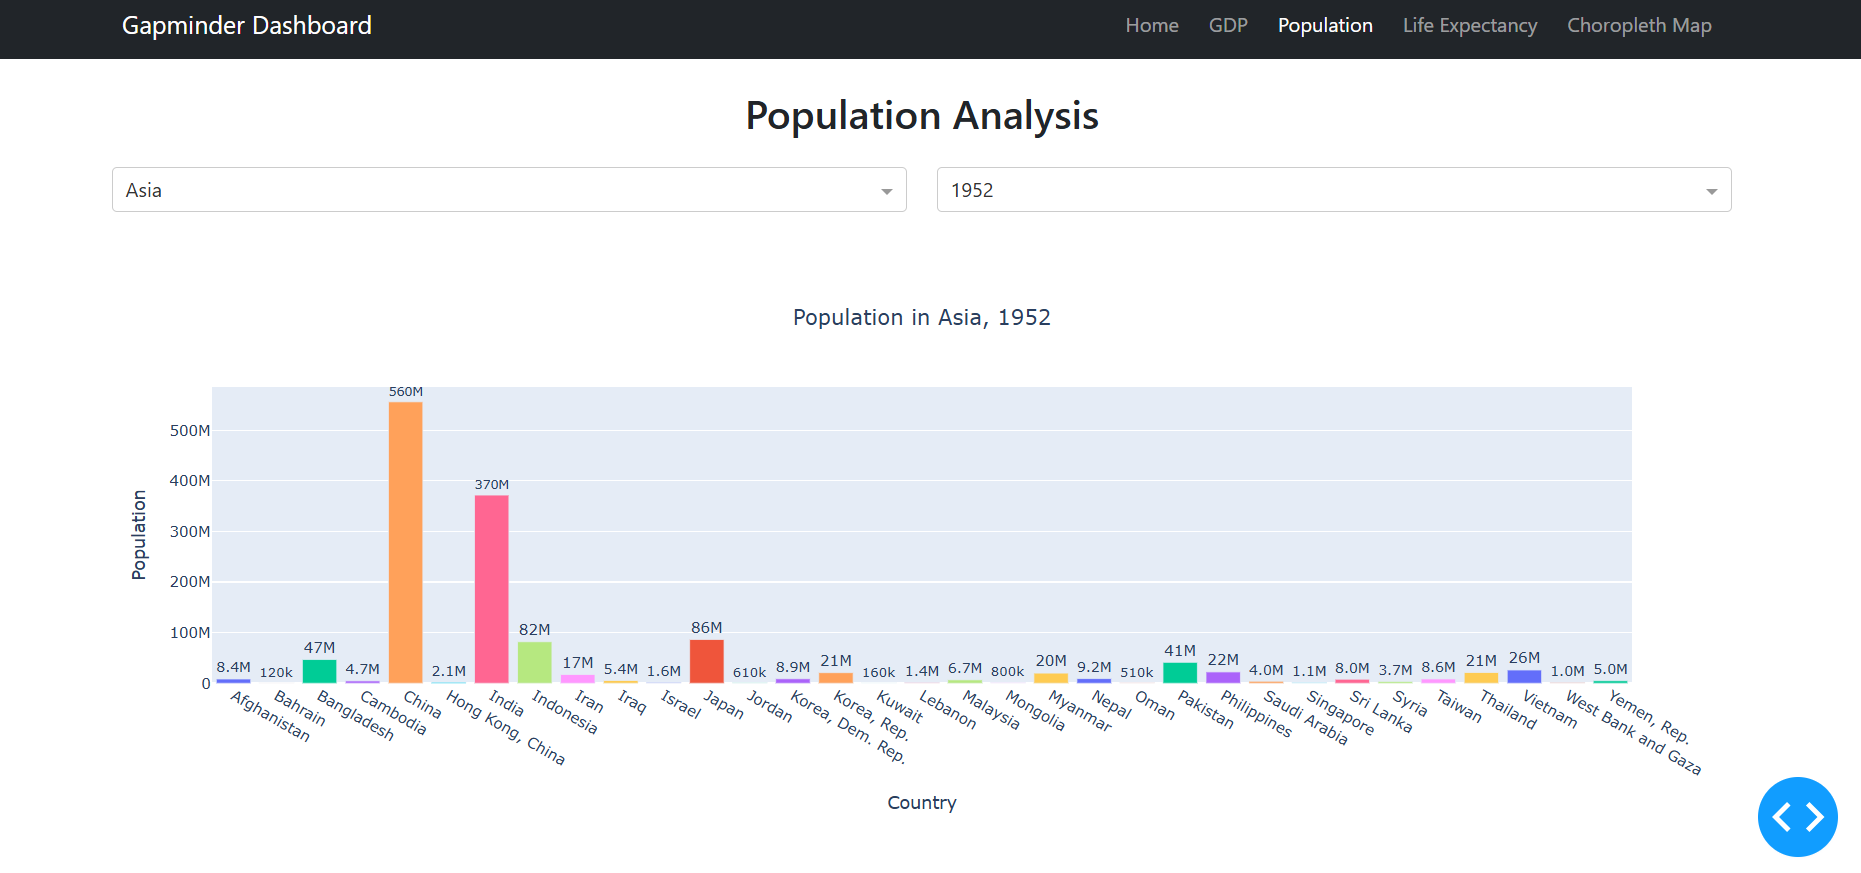 Gapminder Dashboard
Home GDP Population Life Expectancy Choropleth Map
Population Analysis
Asia
1952
Population in Asia, 1952
Population
500M
400M
300M
200M
100M
0
8.4M 120k 47M 4.7M 560M 2.1M 370M 82M 17M 5.4M 1.6M 86M 610k 8.9M 21M 160k 1.4M 6.7M 800k 20M 9.2M 510k 41M 22M 4.0M 1.1M 8.0M 3.7M 8.6M 21M 26M 1.0M 5.0M
Afghanistan
Bahrain
Bangladesh
Cambodia
China
Hong Kong, China
India
Indonesia
Iran
Iraq
Israel
Japan
Jordan
Korea, Dem. Rep.
Korea, Rep.
Kuwait
Lebanon
Malaysia
Mongolia
Myanmar
Nepal
Oman
Pakistan
Philippines
Saudi Arabia
Singapore
Sri Lanka
Syria
Taiwan
Thailand
Vietnam
West Bank and Gaza
Yemen, Rep.
Country